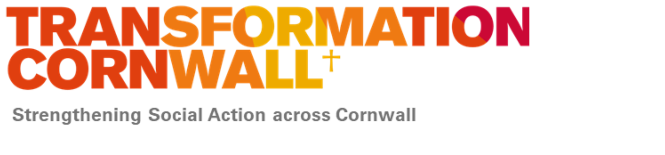 TRANSFORMATION
CORNWALL
Strengthening Social Action across Cornwall